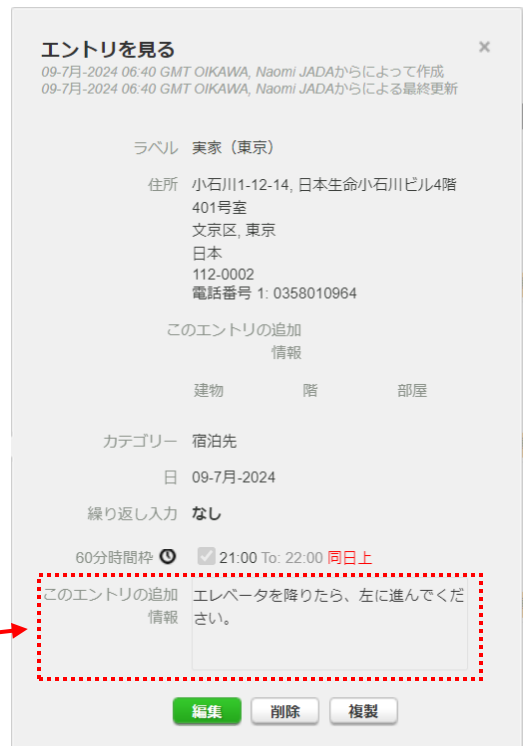 エントリを見る ×
09-7月-2024 06:40 GMT OIKAWA, Naomi JADAからによって作成
09-7月-2024 06:40 GMT OIKAWA, Naomi JADAからによる最終更新
ラベル 実家（東京）
住所 小石川1-12-14, 日本生命小石川ビル4階
401号室
文京区, 東京
日本
112-0002
電話番号 1: 0358010964
このエントリの追加
情報
建物 階 部屋
カテゴリー 宿泊先
日 09-7月-2024
繰り返し入力 なし
60分時間枠 21:00 To: 22:00 同日上
このエントリの追加 エレベータを降りたら、左に進んでくだ
情報 さい。
編集 削除 複製